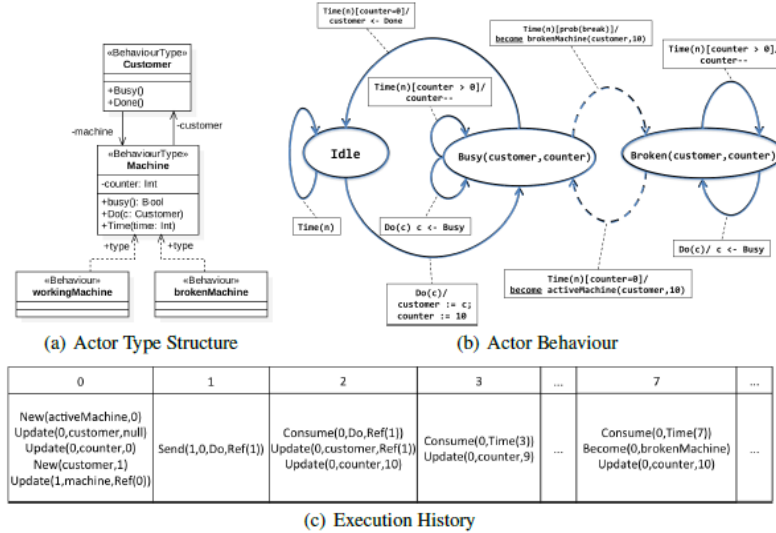 «BehaviourType»
Customer
+Busy()
+Done()
-machine
-customer
«BehaviourType»
Machine
-counter: Iint
+busy(): Bool
+Do(c: Customer)
+Time(time: Int)
+type
+type
«Behaviour»
workingMachine
«Behaviour»
brokenMachine
(a) Actor Type Structure
Time(n)[counter=0]/
customer <- Done
Time(n)[prob(break)]/
become brokenMachine(customer,10)
Time(n)[counter > 0]/
counter--
Time(n)[counter > 0]/
counter--
Idle
Busy(customer,counter)
Broken(customer,counter)
Time(n)
Do(c) c <- Busy
Do(c)/ c <- Busy
Do(c)/
customer := c;
counter := 10
Time(n)[counter=0]/
become activeMachine(customer,10)
(b) Actor Behaviour
0
1
2
3
...
7
...
New(activeMachine,0)
Update(0,customer,null)
Update(0,counter,0)
New(customer,1)
Update(1,machine,Ref(0))
Send(1,0,Do,Ref(1))
Consume(0,Do,Ref(1))
Update(0,customer,Ref(1))
Update(0,counter,10)
Consume(0,Time(3))
Update(0,counter,9)
...
Consume(0,Time(7))
Become(0,brokenMachine)
Update(0,counter,10)
...
(c) Execution History